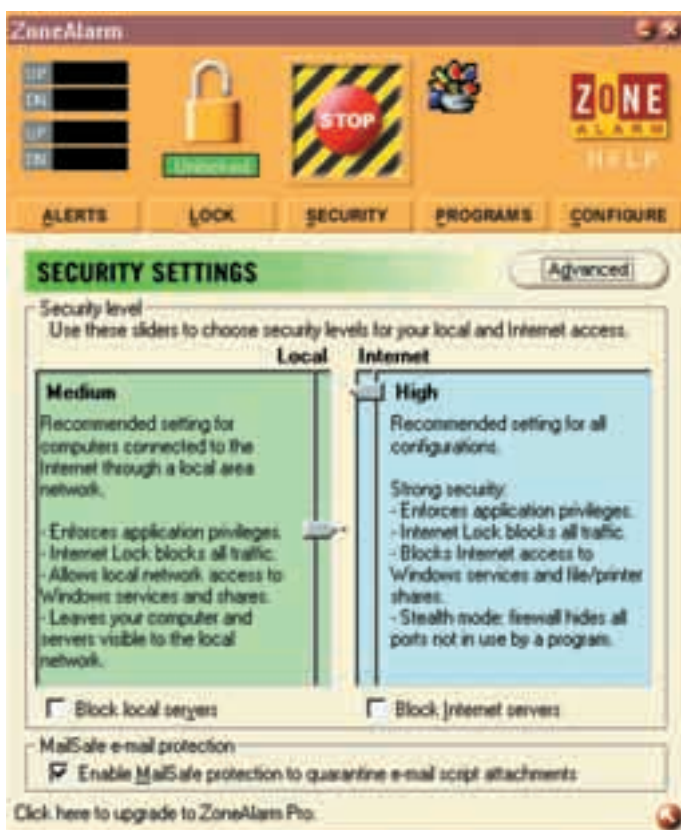 ZoneAlarm
UP
DN
UP
DN
Unlocked
STOP
ZONE
ALARM
HELP
ALERTS
LOCK
SECURITY
PROGRAMS
CONFIGURE
SECURITY SETTINGS
Advanced
Security level
Use these sliders to choose security levels for your local and Internet access.
Local
Internet
Medium
Recommended setting for
computers connected to the
Internet through a local area
network.
- Enforces application privileges.
- Internet Lock blocks all traffic.
- Allows local network access to
Windows services and shares.
- Leaves your computer and
servers visible to the local
network.
High
Recommended setting for all
configurations.
Strong security:
- Enforces application privileges.
- Internet Lock blocks all traffic.
- Blocks Internet access to
Windows services and file/printer
shares.
- Stealth mode: firewall hides all
ports not in use by a program.
Block local servers
Block Internet servers
MailSafe e-mail protection
Enable MailSafe protection to quarantine e-mail script attachments
Click here to upgrade to ZoneAlarm Pro.